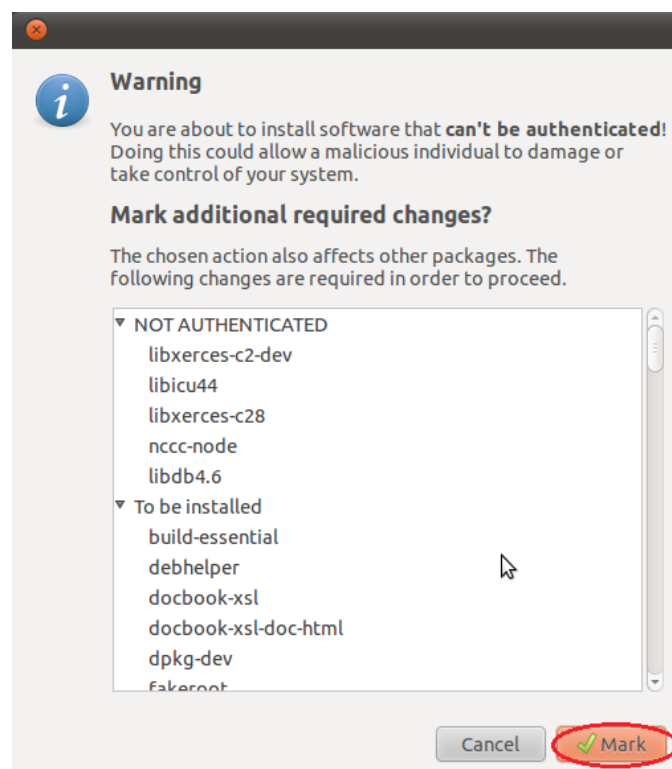 Warning
You are about to install software that can't be authenticated!
Doing this could allow a malicious individual to damage or
take control of your system.
Mark additional required changes?
The chosen action also affects other packages. The
following changes are required in order to proceed.
NOT AUTHENTICATED
libxerces-c2-dev
libicu44
libxerces-c28
nccc-node
libdb4.6
To be installed
build-essential
debhelper
docbook-xsl
docbook-xsl-doc-html
dpkg-dev
fakeroot
Cancel
Mark